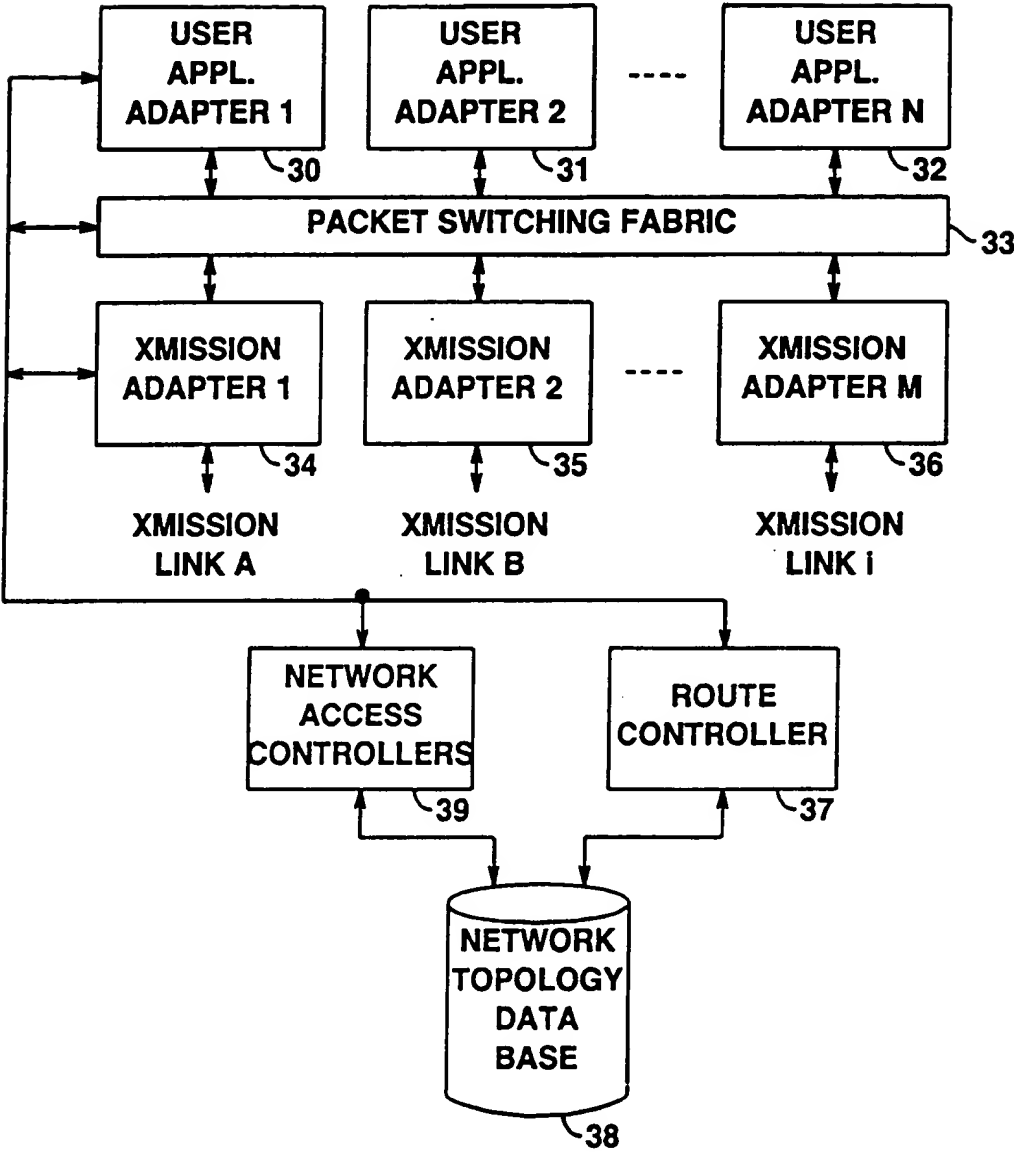 USER
APPL.
ADAPTER 1
30
USER
APPL.
ADAPTER 2
31
USER
APPL.
ADAPTER N
32
PACKET SWITCHING FABRIC
33
XMISSION
ADAPTER 1
34
XMISSION
ADAPTER 2
35
XMISSION
ADAPTER M
36
XMISSION
LINK A
XMISSION
LINK B
XMISSION
LINK i
NETWORK
ACCESS
CONTROLLERS
39
ROUTE
CONTROLLER
37
NETWORK
TOPOLOGY
DATA
BASE
38